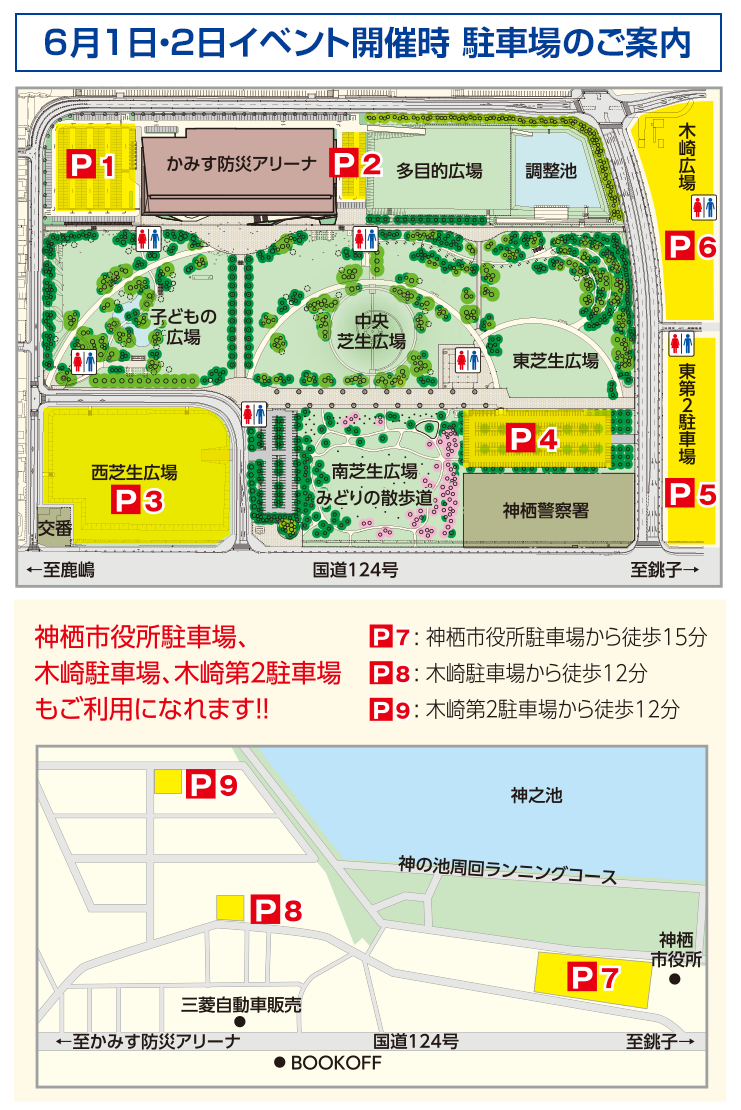 6月1日・2日イベント開催時 駐車場のご案内
P1
かみす防災アリーナ
P2
多目的広場
調整池
木崎広場
P6
子どもの
広場
中央
芝生広場
東芝生広場
東第2駐車場
西芝生広場
P3
南芝生広場
みどりの散歩道
P4
P5
神栖警察署
交番
←至鹿嶋
国道124号
至銚子→
神栖市役所駐車場、
木崎駐車場、木崎第2駐車場
もご利用になれます!!
P7：神栖市役所駐車場から徒歩15分
P8：木崎駐車場から徒歩12分
P9：木崎第2駐車場から徒歩12分
P9
神之池
神の池周回ランニングコース
P8
神栖
市役所
P7
三菱自動車販売
←至かみす防災アリーナ
国道124号
至銚子→
BOOKOFF